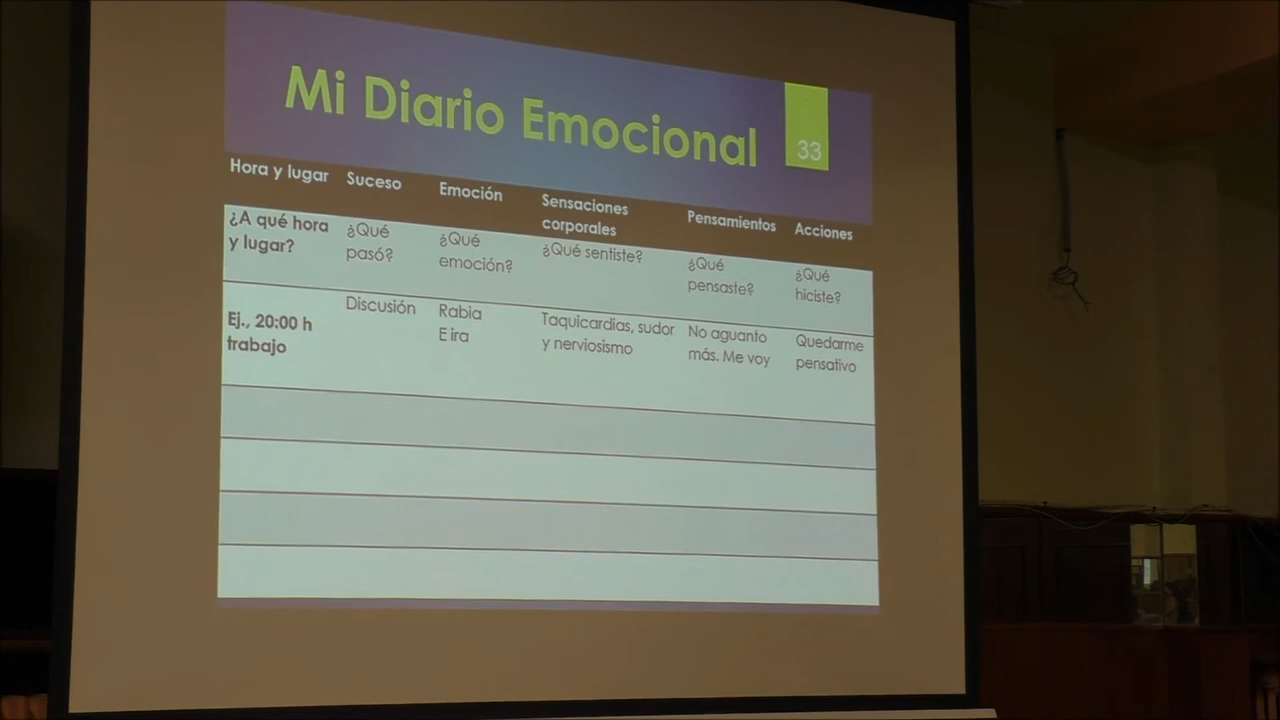 Mi Diario Emocional
33
Hora y lugar
Suceso
Emoción
Sensaciones
corporales
Pensamientos
Acciones
¿A qué hora
y lugar?
¿Qué
pasó?
¿Qué
emoción?
¿Qué sentiste?
¿Qué
pensaste?
¿Qué
hiciste?
Ej., 20:00 h
trabajo
Discusión
Rabia
E ira
Taquicardias, sudor
y nerviosismo
No aguanto
más. Me voy
Quedarme
pensativo